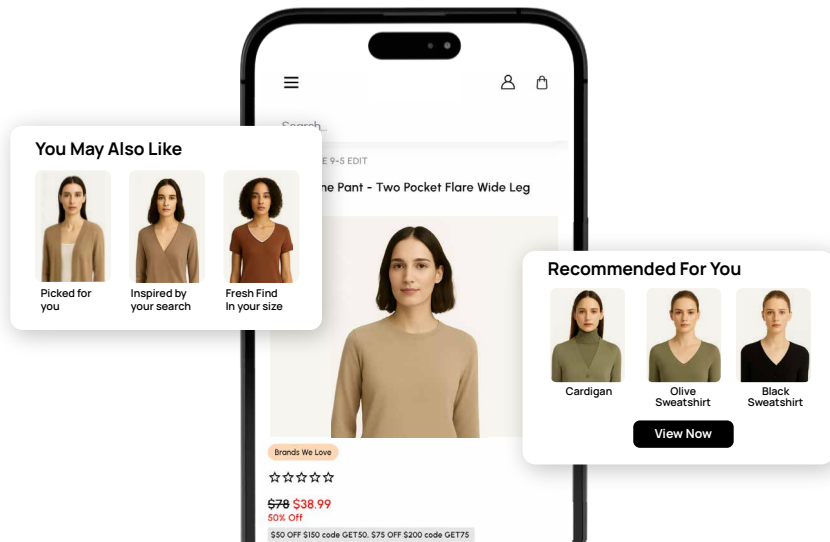 Search...
E 9-5 EDIT
ne Pant - Two Pocket Flare Wide Leg
You May Also Like
Picked for
you
Inspired by
your search
Fresh Find
In your size
Recommended For You
Cardigan
Olive
Sweatshirt
Black
Sweatshirt
View Now
Brands We Love
$78 $38.99
50% Off
$50 OFF $150 code GET50, $75 OFF $200 code GET75